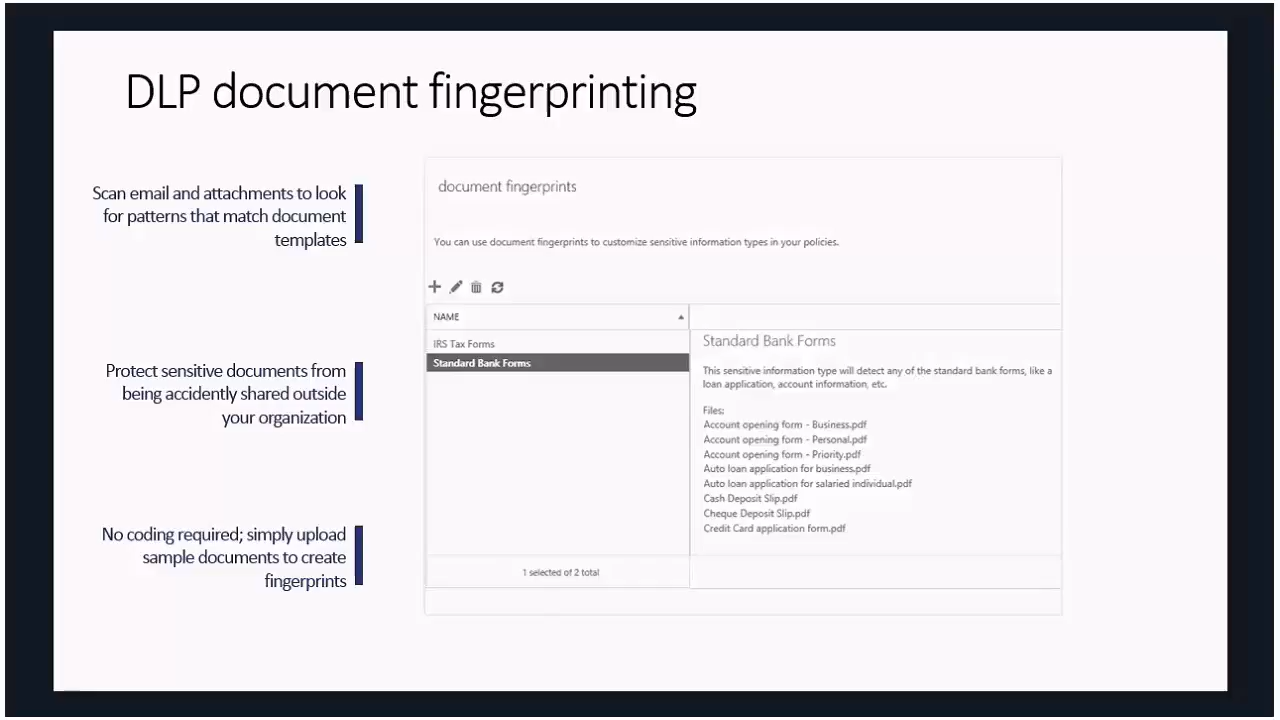 DLP document fingerprinting
Scan email and attachments to look
for patterns that match document
templates
Protect sensitive documents from
being accidently shared outside
your organization
No coding required; simply upload
sample documents to create
fingerprints
document fingerprints
You can use document fingerprints to customize sensitive information types in your policies.
NAME
IRS Tax Forms
Standard Bank Forms
1 selected of 2 total
Standard Bank Forms
This sensitive information type will detect any of the standard bank forms, like a
loan application, account information, etc.
Files:
Account opening form - Business.pdf
Account opening form - Personal.pdf
Account opening form - Priority.pdf
Auto loan application for business.pdf
Auto loan application for salaried individual.pdf
Cash Deposit Slip.pdf
Cheque Deposit Slip.pdf
Credit Card application form.pdf